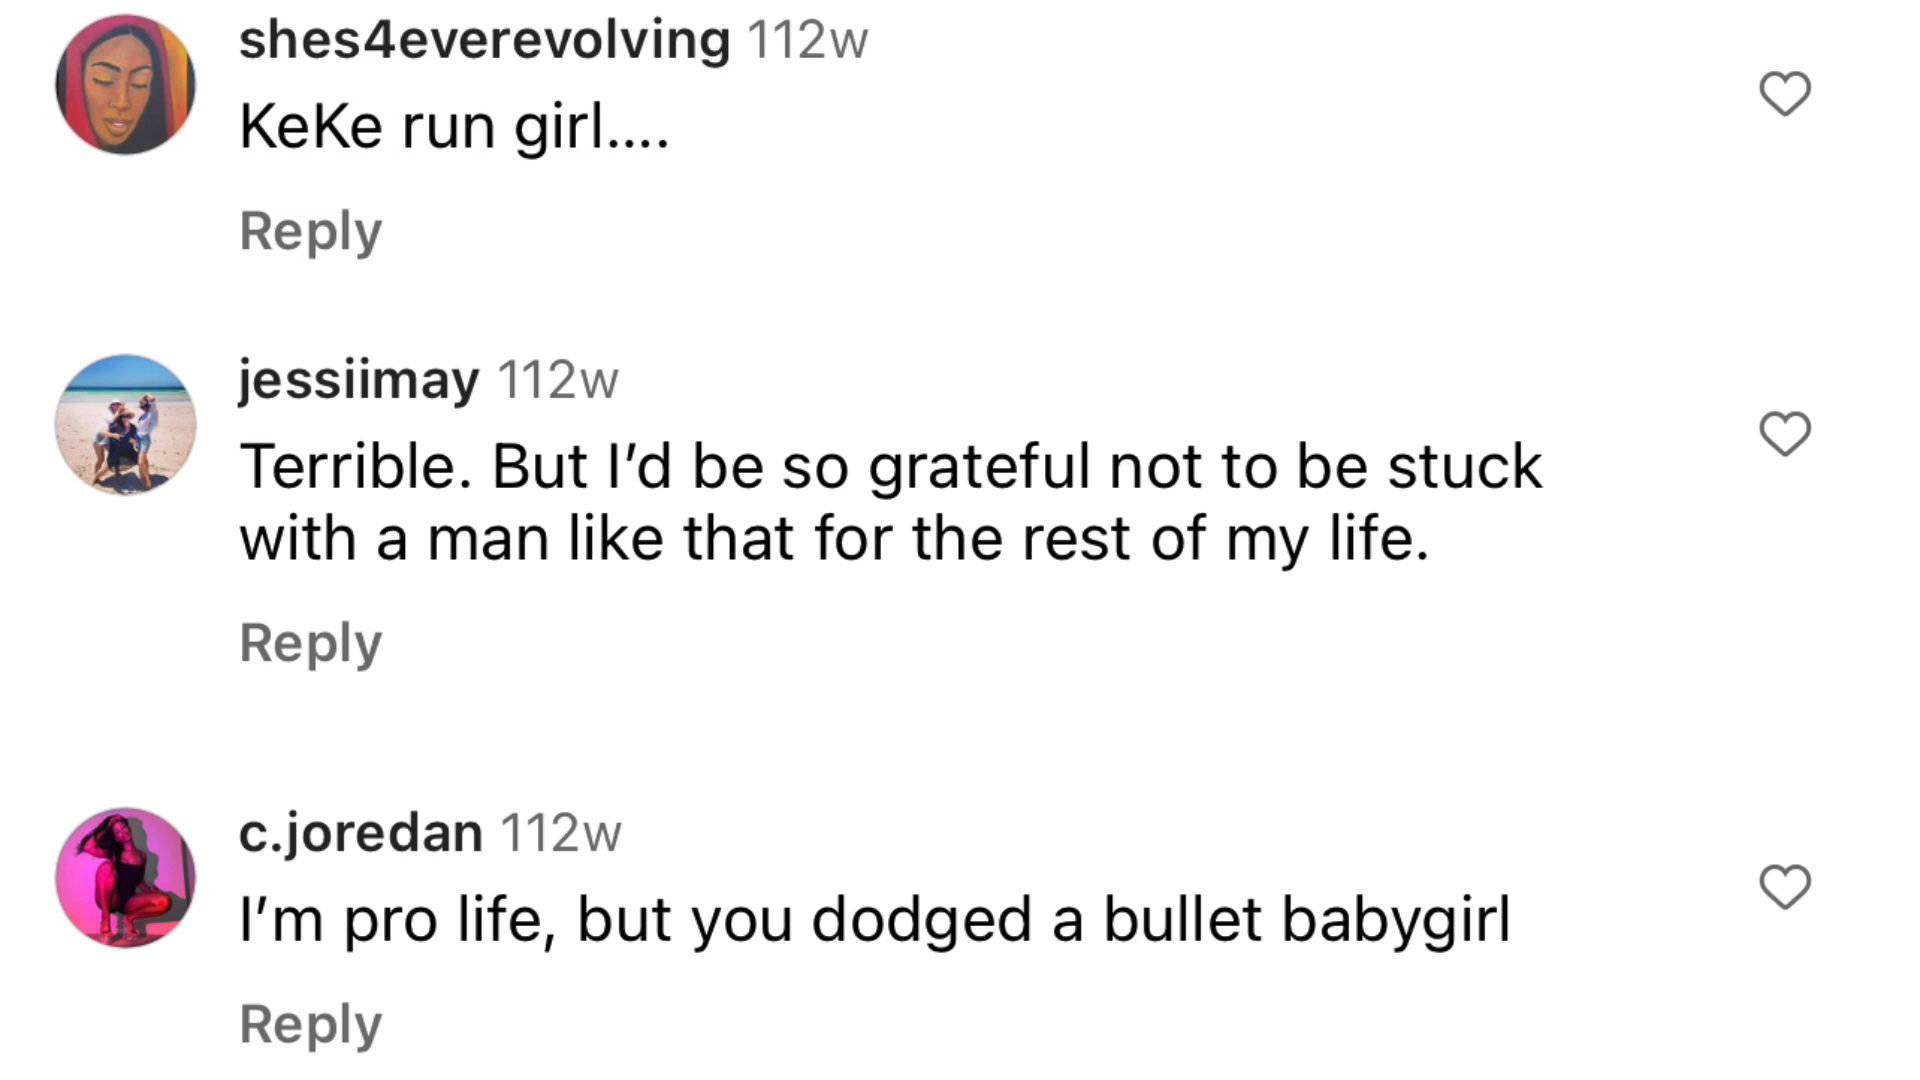 shes4everevolving 112w
KeKe run girl....
Reply
jessiimay 112w
Terrible. But I’d be so grateful not to be stuck
with a man like that for the rest of my life.
Reply
c.joredan 112w
I’m pro life, but you dodged a bullet babygirl
Reply